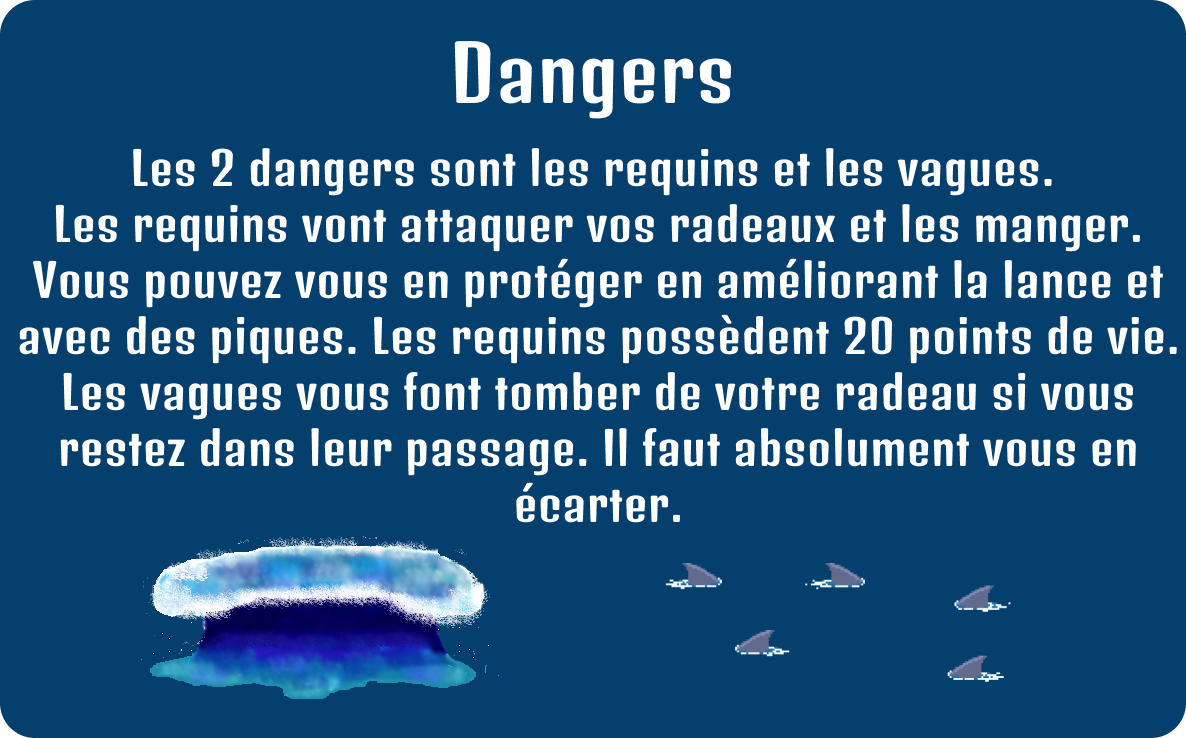 Dangers
Les 2 dangers sont les requins et les vagues.
Les requins vont attaquer vos radeaux et les manger.
Vous pouvez vous en protéger en améliorant la lance et
avec des piques. Les requins possèdent 20 points de vie.
Les vagues vous font tomber de votre radeau si vous
restez dans leur passage. Il faut absolument vous en
écarter.